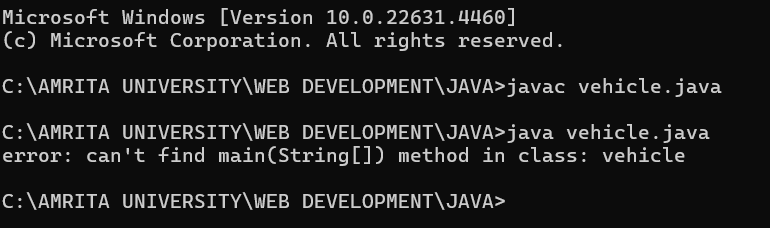 Microsoft Windows [Version 10.0.22631.4460]
(c) Microsoft Corporation. All rights reserved.
C:\AMRITA UNIVERSITY\WEB DEVELOPMENT\JAVA>javac vehicle.java
C:\AMRITA UNIVERSITY\WEB DEVELOPMENT\JAVA>java vehicle.java
error: can't find main(String[]) method in class: vehicle
C:\AMRITA UNIVERSITY\WEB DEVELOPMENT\JAVA>